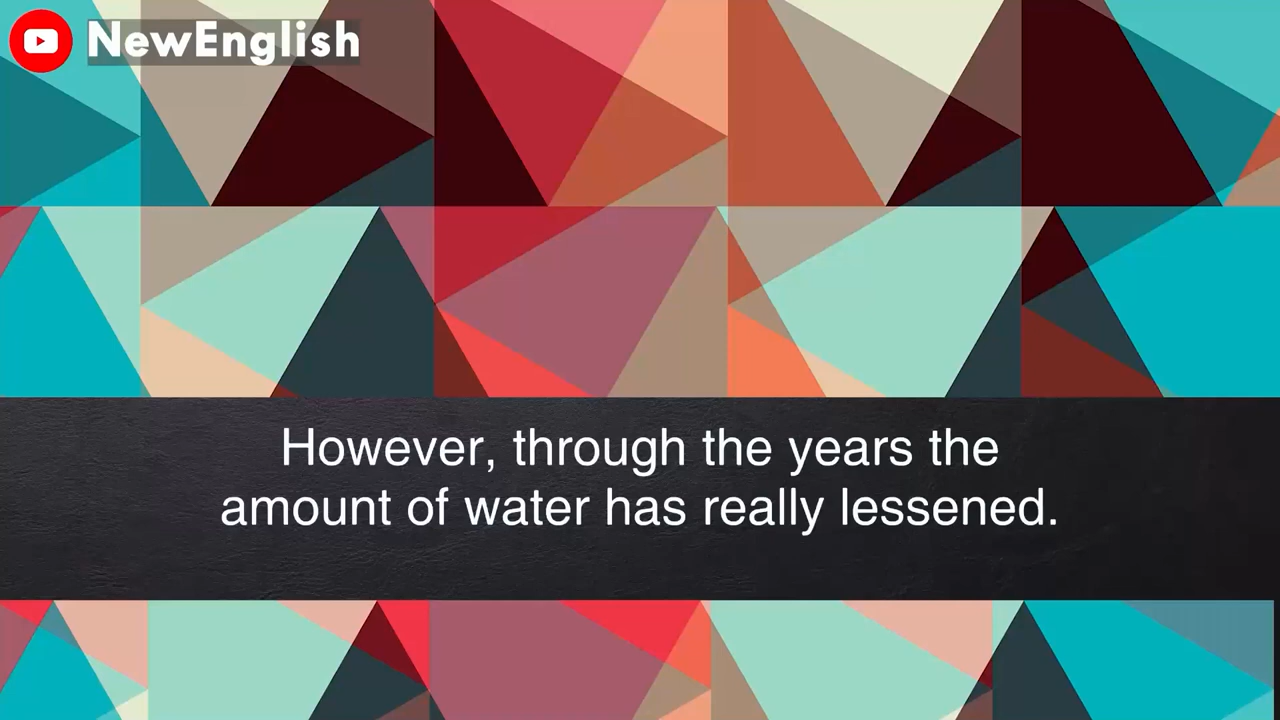 NewEnglish
However, through the years the
amount of water has really lessened.